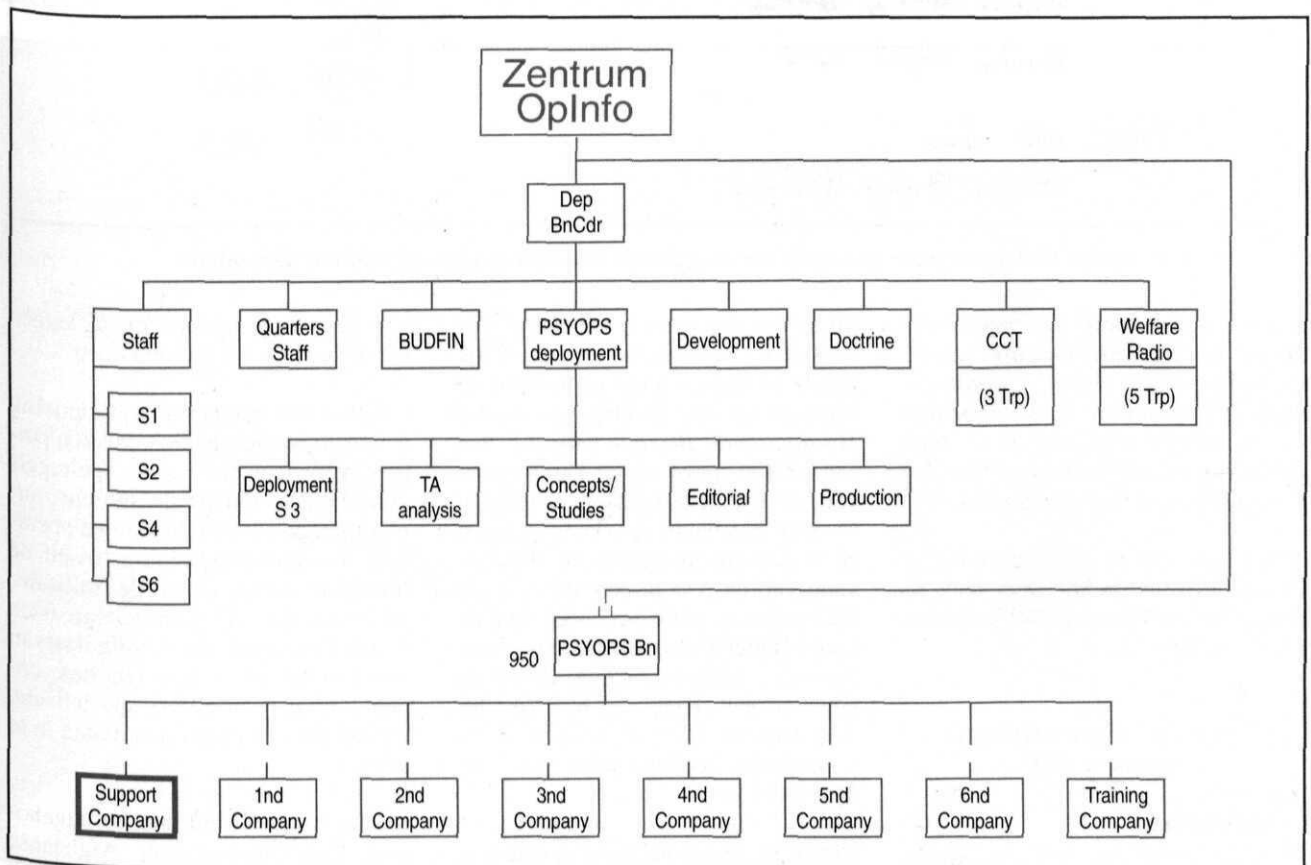 Zentrum
OpInfo
Dep
BnCdr
Staff
Quarters
Staff
BUDFIN
PSYOPS
deployment
Development
Doctrine
CCT
(3 Trp)
Welfare
Radio
(5 Trp)
S1
S2
S4
S6
Deployment
S 3
TA
analysis
Concepts/
Studies
Editorial
Production
950
PSYOPS Bn
Support
Company
1nd
Company
2nd
Company
3nd
Company
4nd
Company
5nd
Company
6nd
Company
Training
Company